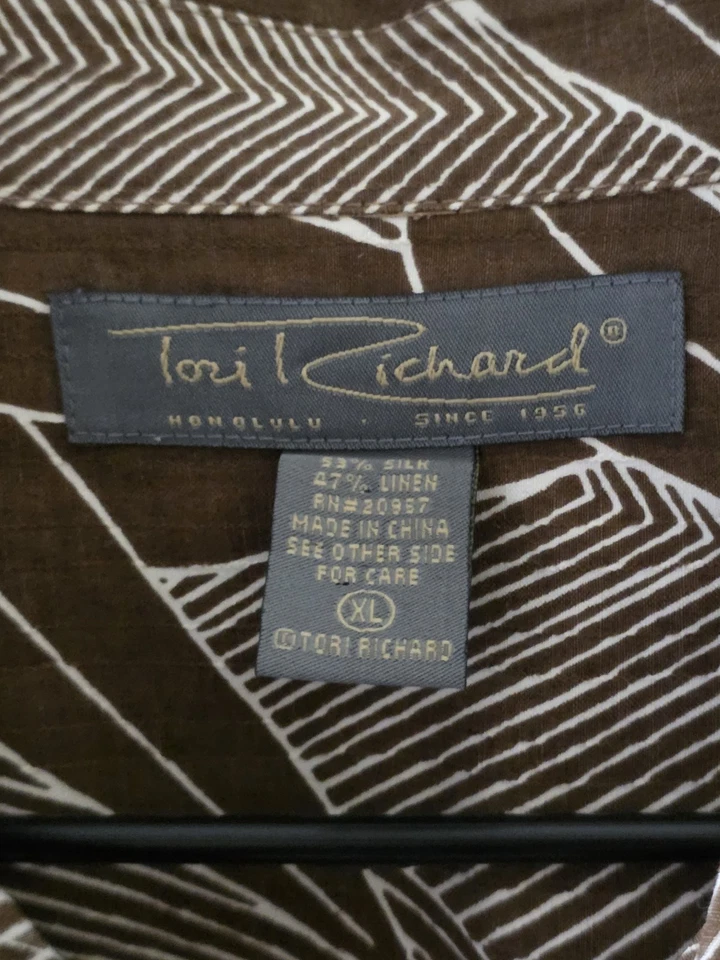 Tori Richard®
HONOLULU · SINCE 1956
53% SILK
47% LINEN
RN#20957
MADE IN CHINA
SEE OTHER SIDE
FOR CARE
XL
©TORI RICHARD